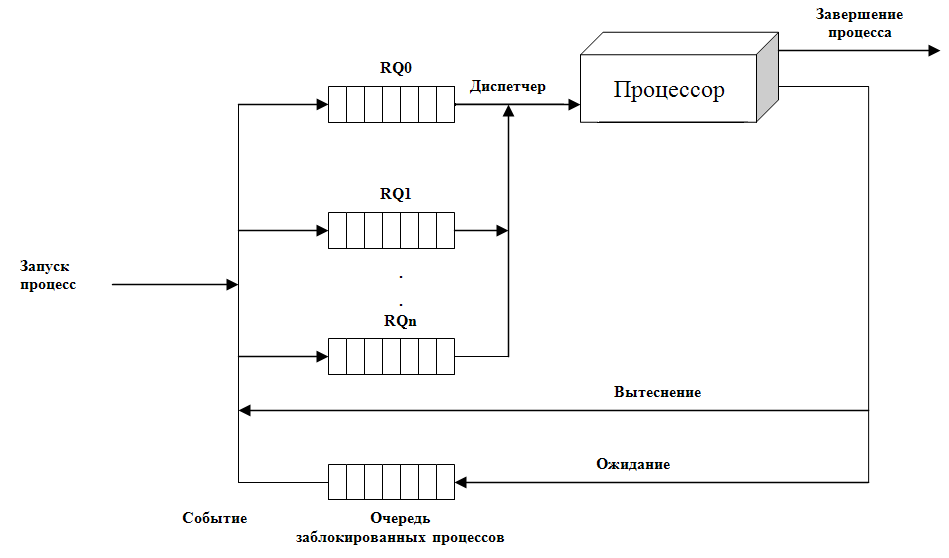 Завершение
процесса
RQ0
Диспетчер
Процессор
RQ1
Запуск
процесс
.
.
RQn
Вытеснение
Ожидание
Событие
Очередь
заблокированных процессов